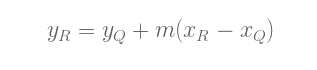 y_R = y_Q + m(x_R − x_Q)